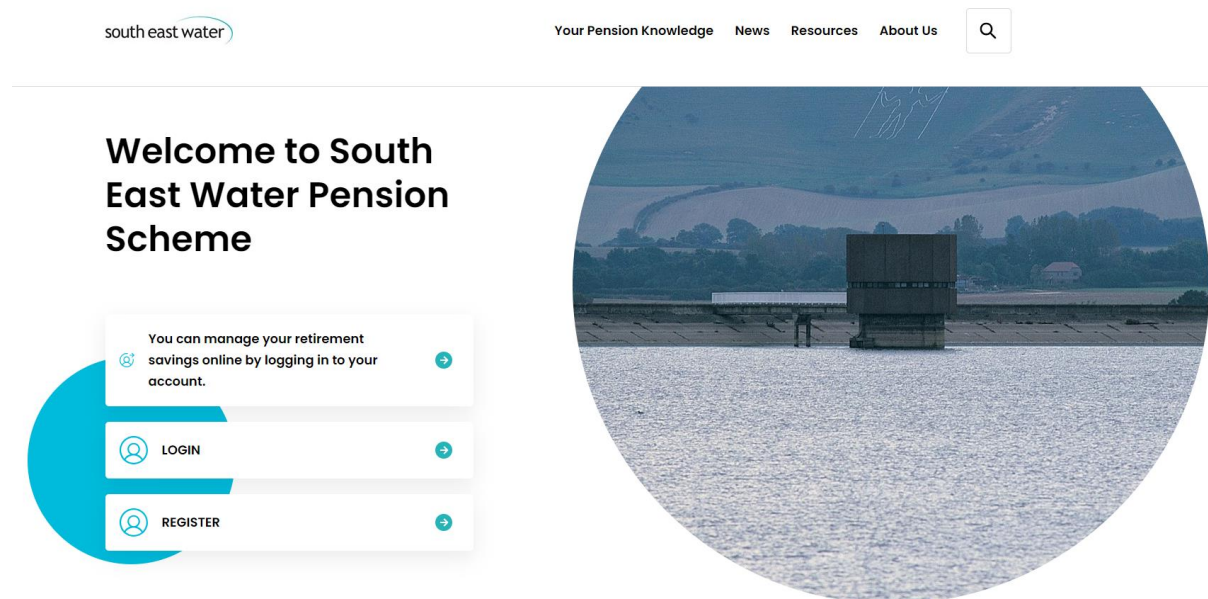 south east water
Your Pension Knowledge News Resources About Us
Welcome to South
East Water Pension
Scheme
You can manage your retirement
savings online by logging in to your
account.
LOGIN
REGISTER